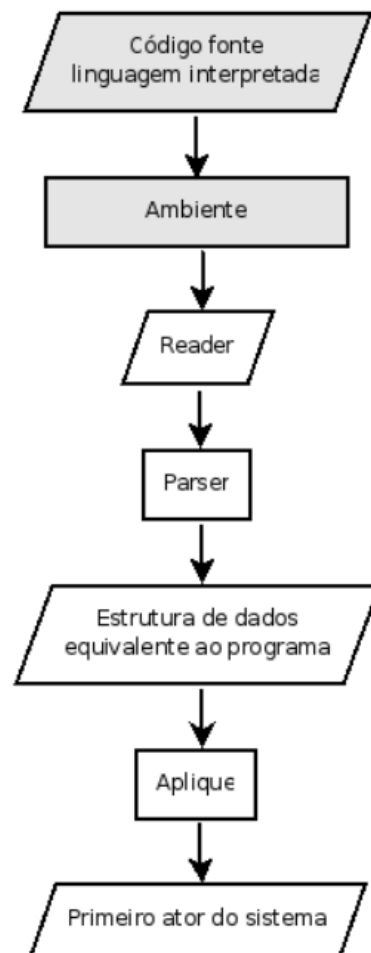 Código fonte
linguagem interpretada
Ambiente
Reader
Parser
Estrutura de dados
equivalente ao programa
Aplique
Primeiro ator do sistema